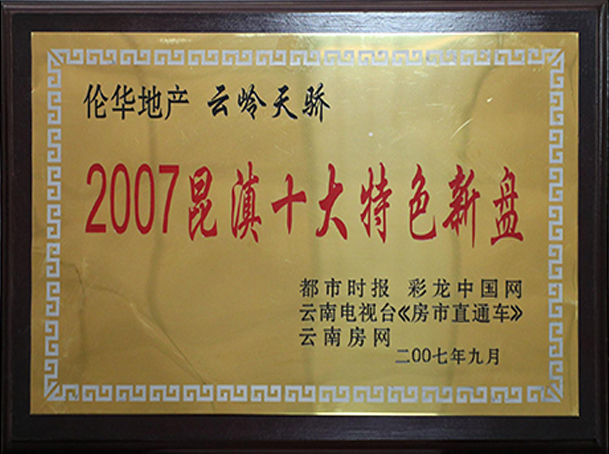 伦华地产 云岭天骄
2007昆滇十大特色新盘
都市时报 彩龙中国网
云南电视台《房市直通车》
云南房网
二00七年九月